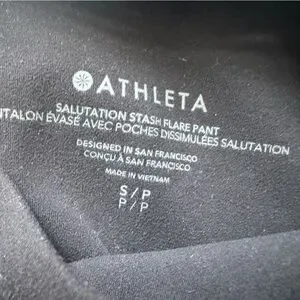 ATHLETA
SALUTATION STASH FLARE PANT
NTALON ÉVASÉ AVEC POCHES DISSIMULÉES SALUTATION
DESIGNED IN SAN FRANCISCO
CONÇU À SAN FRANCISCO
MADE IN VIETNAM
S/P
P/P